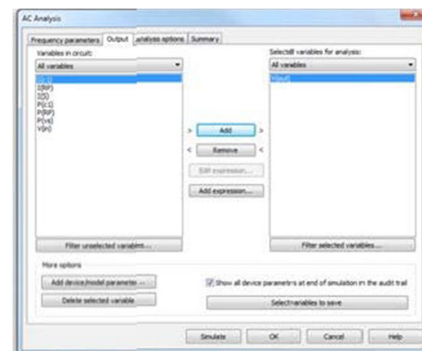 AC Analysis
Frequency parameters Output Analysis options Summary
Variables in circuit: Selected variables for analysis:
All variables All variables
I(c1) V(out)
I(RP)
I(S)
P(c1)
P(RP)
P(vs)
V(in)
> Add >
< Remove <
Edit expression...
Add expression...
Filter unselected variables... Filter selected variables...
More options
Add device/model parameter ... Show all device parameters at end of simulation in the audit trail
Delete selected variable Select variables to save
Simulate OK Cancel Help